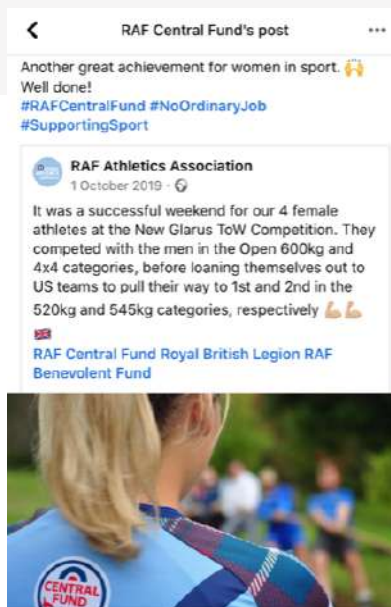 RAF Central Fund's post
Another great achievement for women in sport. 🙌
Well done!
#RAFCentralFund #NoOrdinaryJob
#SupportingSport
RAF Athletics Association
1 October 2019 ·
It was a successful weekend for our 4 female
athletes at the New Glarus ToW Competition. They
competed with the men in the Open 600kg and
4x4 categories, before loaning themselves out to
US teams to pull their way to 1st and 2nd in the
520kg and 545kg categories, respectively 💪🏼💪🏼
🇬🇧
RAF Central Fund Royal British Legion RAF
Benevolent Fund
CENTRAL
FUND